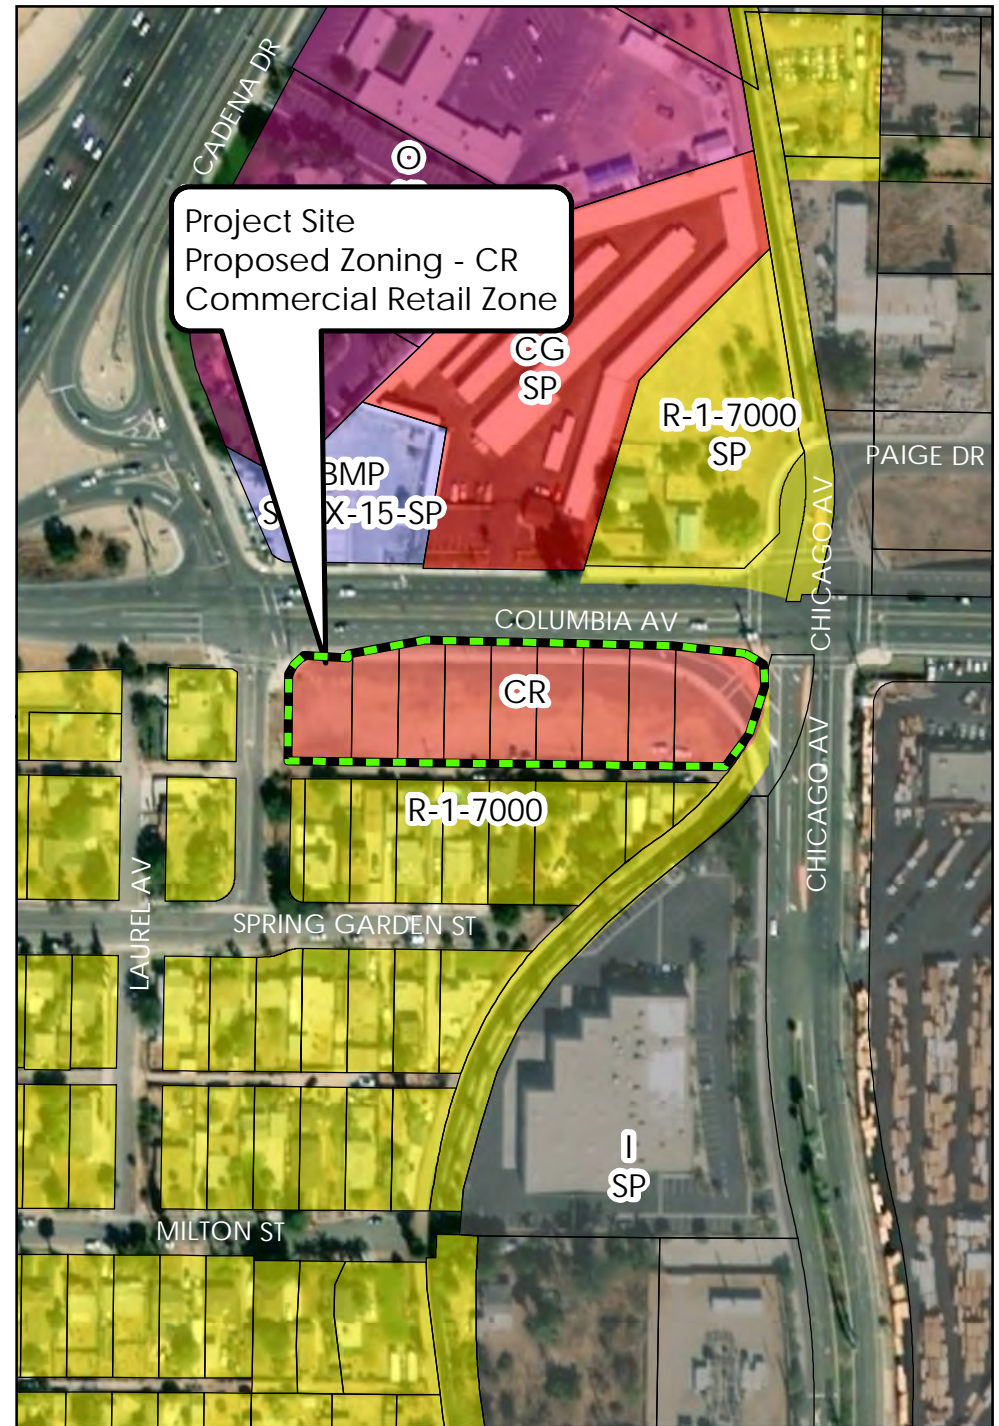 CADENA DR
O
Project Site
Proposed Zoning - CR
Commercial Retail Zone
CG
SP
R-1-7000
SP
PAIGE DR
BMP
X-15-SP
CHICAGO AV
COLUMBIA AV
CR
CHICAGO AV
R-1-7000
LAUREL AV
SPRING GARDEN ST
I
SP
MILTON ST